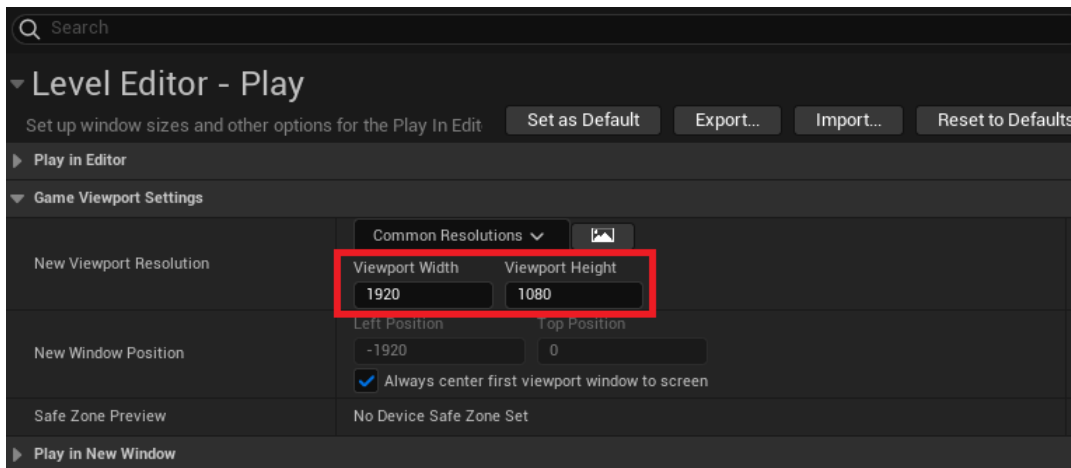 Search
Level Editor - Play
Set up window sizes and other options for the Play In Edit
Set as Default
Export...
Import...
Reset to Defaults
Play in Editor
Game Viewport Settings
Common Resolutions
New Viewport Resolution
Viewport Width Viewport Height
1920 1080
Left Position Top Position
New Window Position
-1920 0
Always center first viewport window to screen
Safe Zone Preview No Device Safe Zone Set
Play in New Window